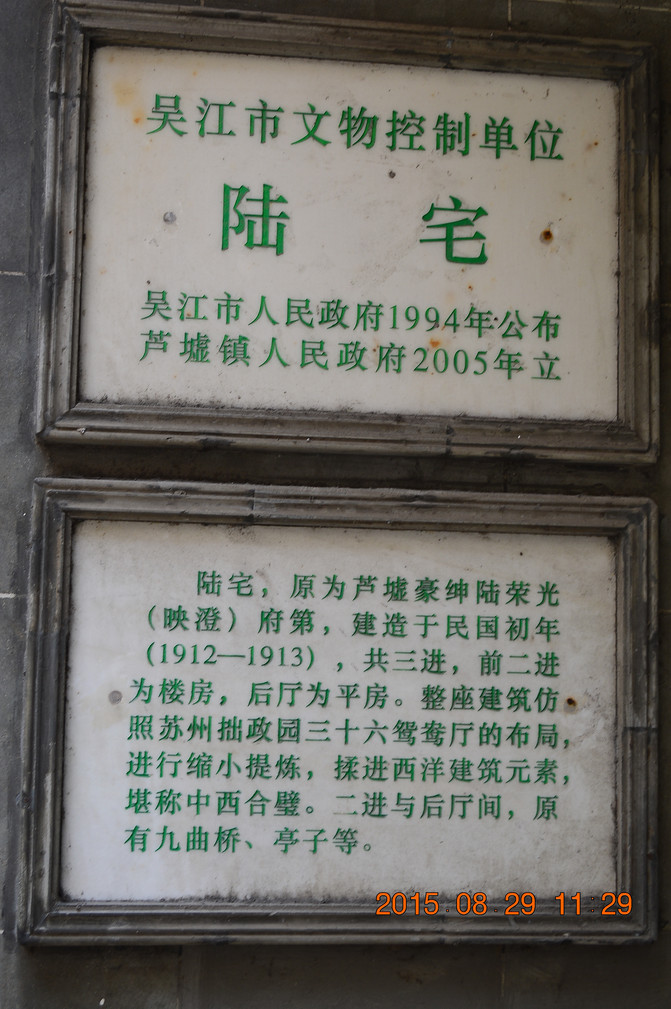 吴江市文物控制单位
陆 宅
吴江市人民政府1994年公布
芦墟镇人民政府2005年立
陆宅，原为芦墟豪绅陆荣光
（映澄）府第，建造于民国初年
（1912—1913），共三进，前二进
为楼房，后厅为平房。整座建筑仿
照苏州拙政园三十六鸳鸯厅的布局，
进行缩小提炼，揉进西洋建筑元素，
堪称中西合璧。二进与后厅间，原
有九曲桥、亭子等。
2015.08.29 11:29